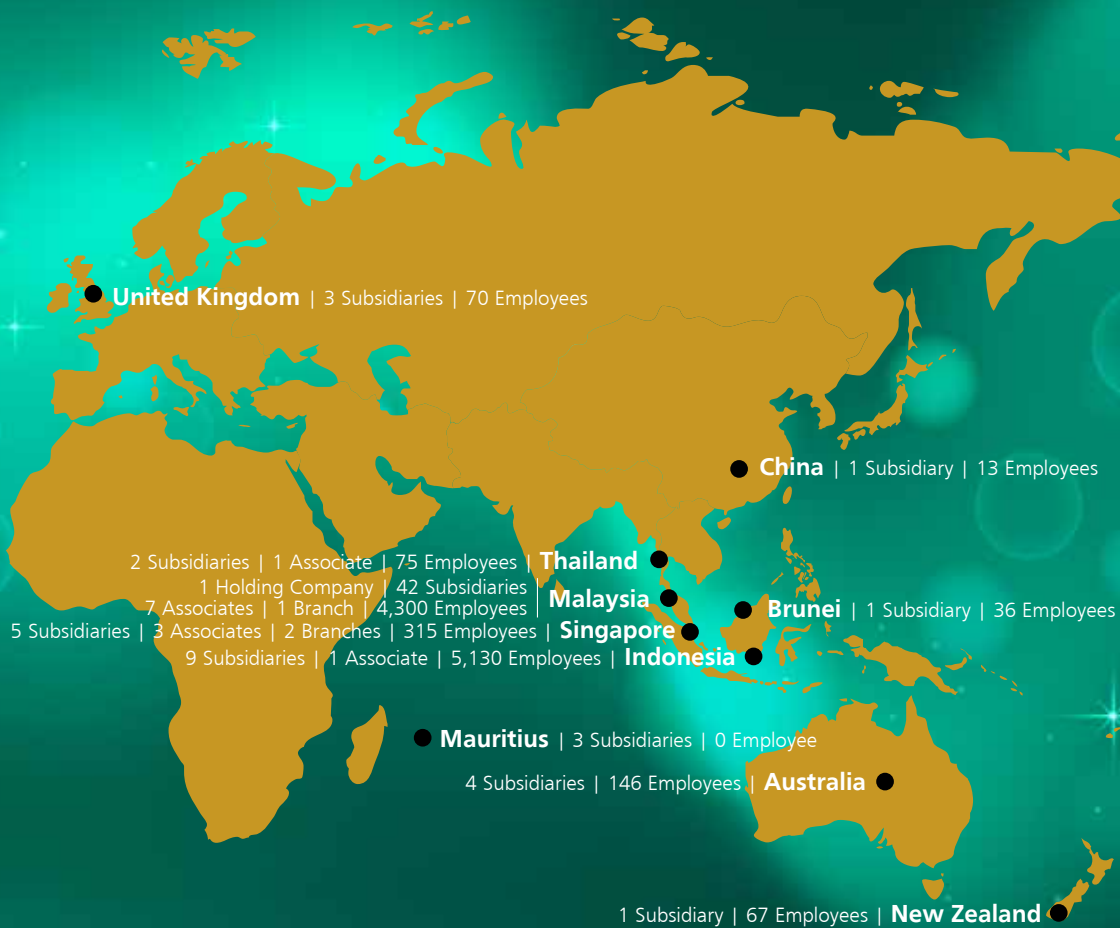 United Kingdom | 3 Subsidiaries | 70 Employees
China | 1 Subsidiary | 13 Employees
2 Subsidiaries | 1 Associate | 75 Employees | Thailand
1 Holding Company | 42 Subsidiaries
7 Associates | 1 Branch | 4,300 Employees | Malaysia
Brunei | 1 Subsidiary | 36 Employees
5 Subsidiaries | 3 Associates | 2 Branches | 315 Employees | Singapore
9 Subsidiaries | 1 Associate | 5,130 Employees | Indonesia
Mauritius | 3 Subsidiaries | 0 Employee
4 Subsidiaries | 146 Employees | Australia
1 Subsidiary | 67 Employees | New Zealand